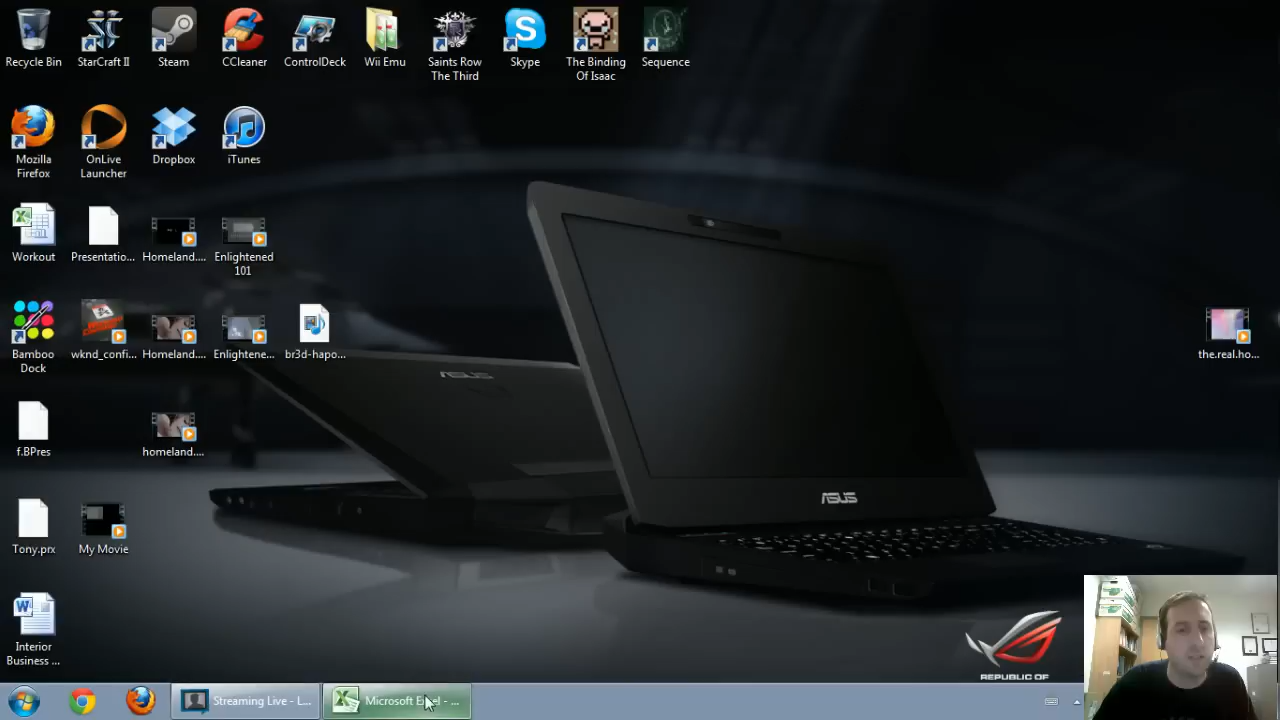 Recycle Bin
StarCraft II
Steam
CCleaner
ControlDeck
Wii Emu
Saints Row
The Third
Skype
The Binding
Of Isaac
Sequence
Mozilla
Firefox
OnLive
Launcher
Dropbox
iTunes
Workout
Presentatio...
Homeland....
Enlightened
101
Bamboo
Dock
wknd_confi...
Homeland....
Enlightene...
br3d-hapo...
the.real.ho...
f.BPres
homeland....
Tony.prx
My Movie
Interior
Business ...
ASUS
ASUS
REPUBLIC OF
Streaming Live - L...
Microsoft Excel - ...